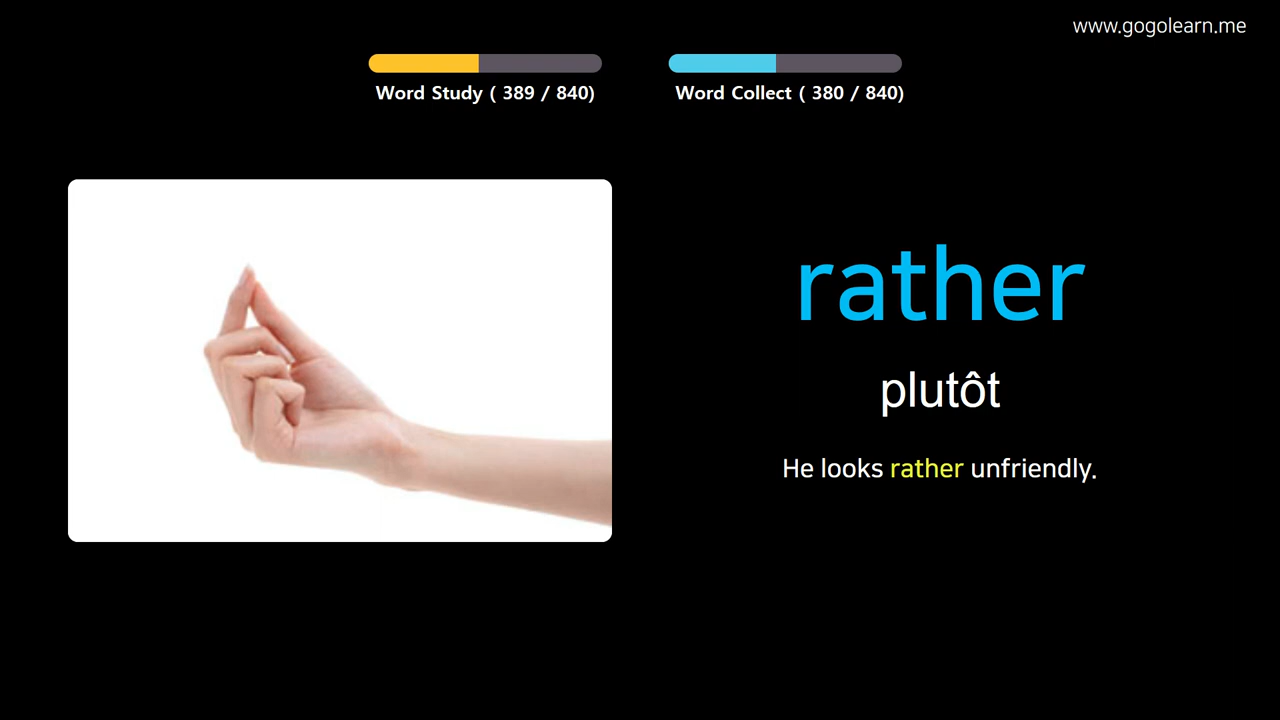 www.gogolearn.me
Word Study ( 389 / 840)
Word Collect ( 380 / 840)
rather
plutôt
He looks rather unfriendly.